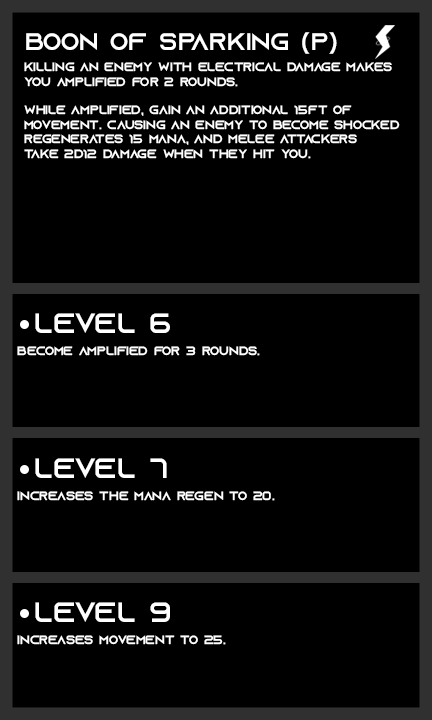 BOON OF SPARKING (P)
KILLING AN ENEMY WITH ELECTRICAL DAMAGE MAKES
YOU AMPLIFIED FOR 2 ROUNDS.
WHILE AMPLIFIED, GAIN AN ADDITIONAL 15FT OF
MOVEMENT. CAUSING AN ENEMY TO BECOME SHOCKED
REGENERATES 15 MANA, AND MELEE ATTACKERS
TAKE 2D12 DAMAGE WHEN THEY HIT YOU.
•LEVEL 6
BECOME AMPLIFIED FOR 3 ROUNDS.
•LEVEL 7
INCREASES THE MANA REGEN TO 20.
•LEVEL 9
INCREASES MOVEMENT TO 25.